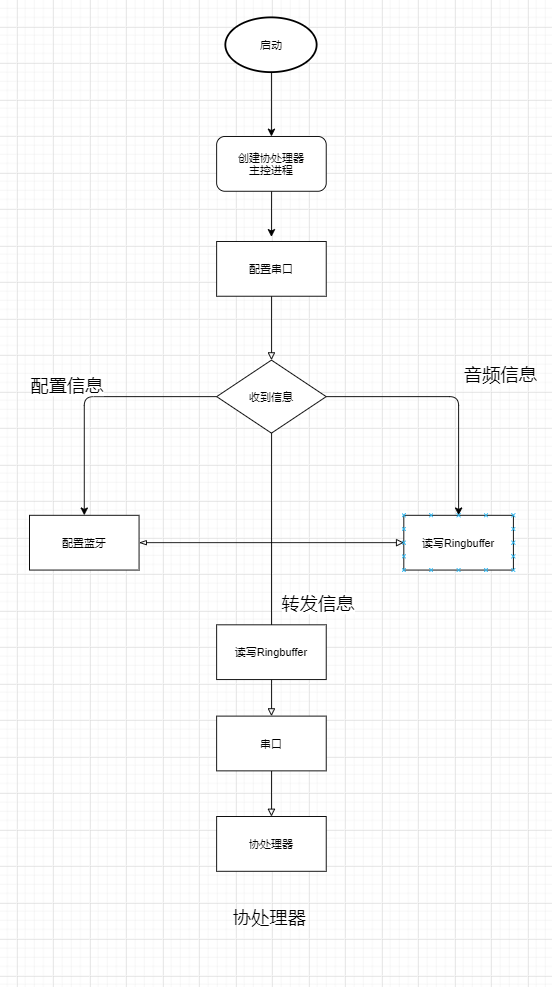 启动
创建协处理器
主控进程
配置串口
收到信息
配置信息
音频信息
配置蓝牙
读写Ringbuffer
转发信息
读写Ringbuffer
串口
协处理器
协处理器